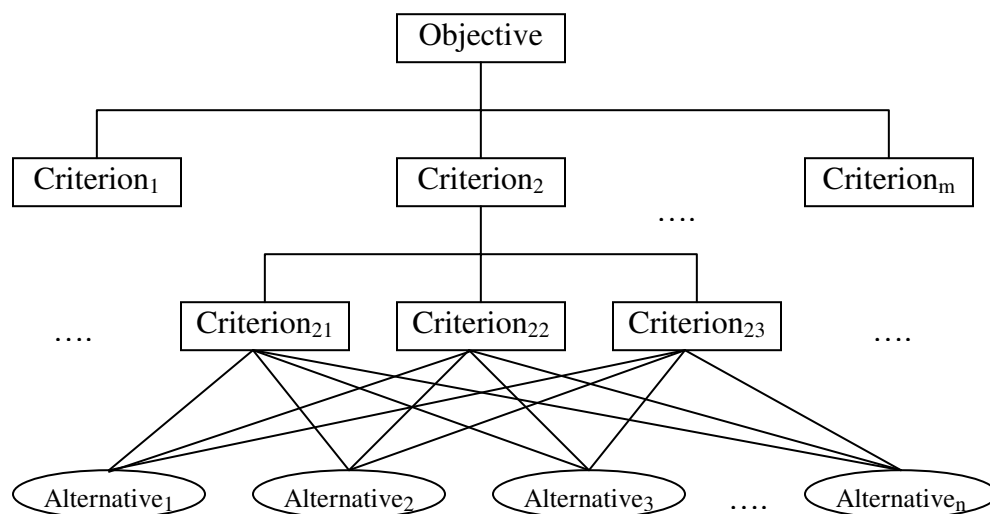 Objective
Criterion₁ Criterion₂ Criterionₘ
….
…. Criterion₂₁ Criterion₂₂ Criterion₂₃ ….
Alternative₁ Alternative₂ Alternative₃ …. Alternativeₙ